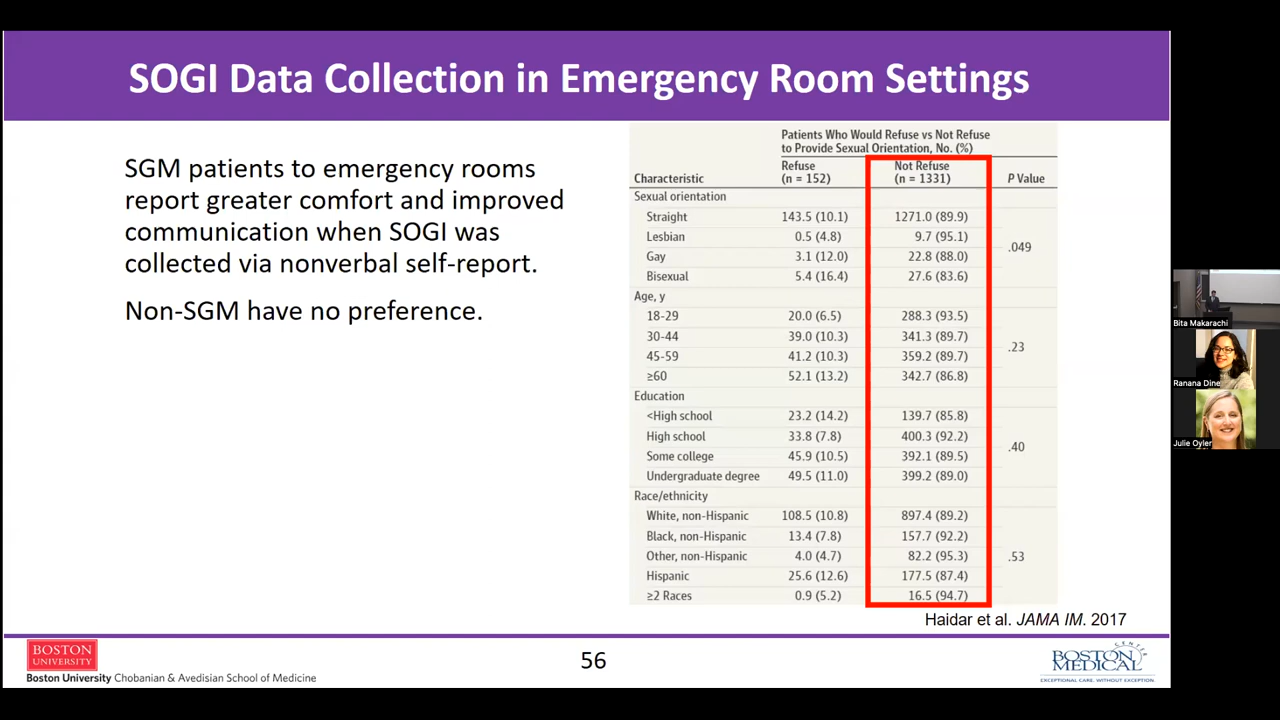 SOGI Data Collection in Emergency Room Settings
SGM patients to emergency rooms
report greater comfort and improved
communication when SOGI was
collected via nonverbal self-report.
Non-SGM have no preference.
Patients Who Would Refuse vs Not Refuse
to Provide Sexual Orientation, No. (%)
Characteristic Refuse (n = 152) Not Refuse (n = 1331) P Value
Sexual orientation
Straight 143.5 (10.1) 1271.0 (89.9)
Lesbian 0.5 (4.8) 9.7 (95.1)
.049
Gay 3.1 (12.0) 22.8 (88.0)
Bisexual 5.4 (16.4) 27.6 (83.6)
Age, y
18-29 20.0 (6.5) 288.3 (93.5)
30-44 39.0 (10.3) 341.3 (89.7)
.23
45-59 41.2 (10.3) 359.2 (89.7)
≥60 52.1 (13.2) 342.7 (86.8)
Education
<High school 23.2 (14.2) 139.7 (85.8)
High school 33.8 (7.8) 400.3 (92.2)
.40
Some college 45.9 (10.5) 392.1 (89.5)
Undergraduate degree 49.5 (11.0) 399.2 (89.0)
Race/ethnicity
White, non-Hispanic 108.5 (10.8) 897.4 (89.2)
Black, non-Hispanic 13.4 (7.8) 157.7 (92.2)
Other, non-Hispanic 4.0 (4.7) 82.2 (95.3) .53
Hispanic 25.6 (12.6) 177.5 (87.4)
≥2 Races 0.9 (5.2) 16.5 (94.7)
Haidar et al. JAMA IM. 2017
BOSTON
UNIVERSITY
Boston University Chobanian & Avedisian School of Medicine
56
BOSTON
MEDICAL
CENTER
EXCEPTIONAL CARE. WITHOUT EXCEPTION
Bita Makarachi
Ranana Dine
Julie Oyler